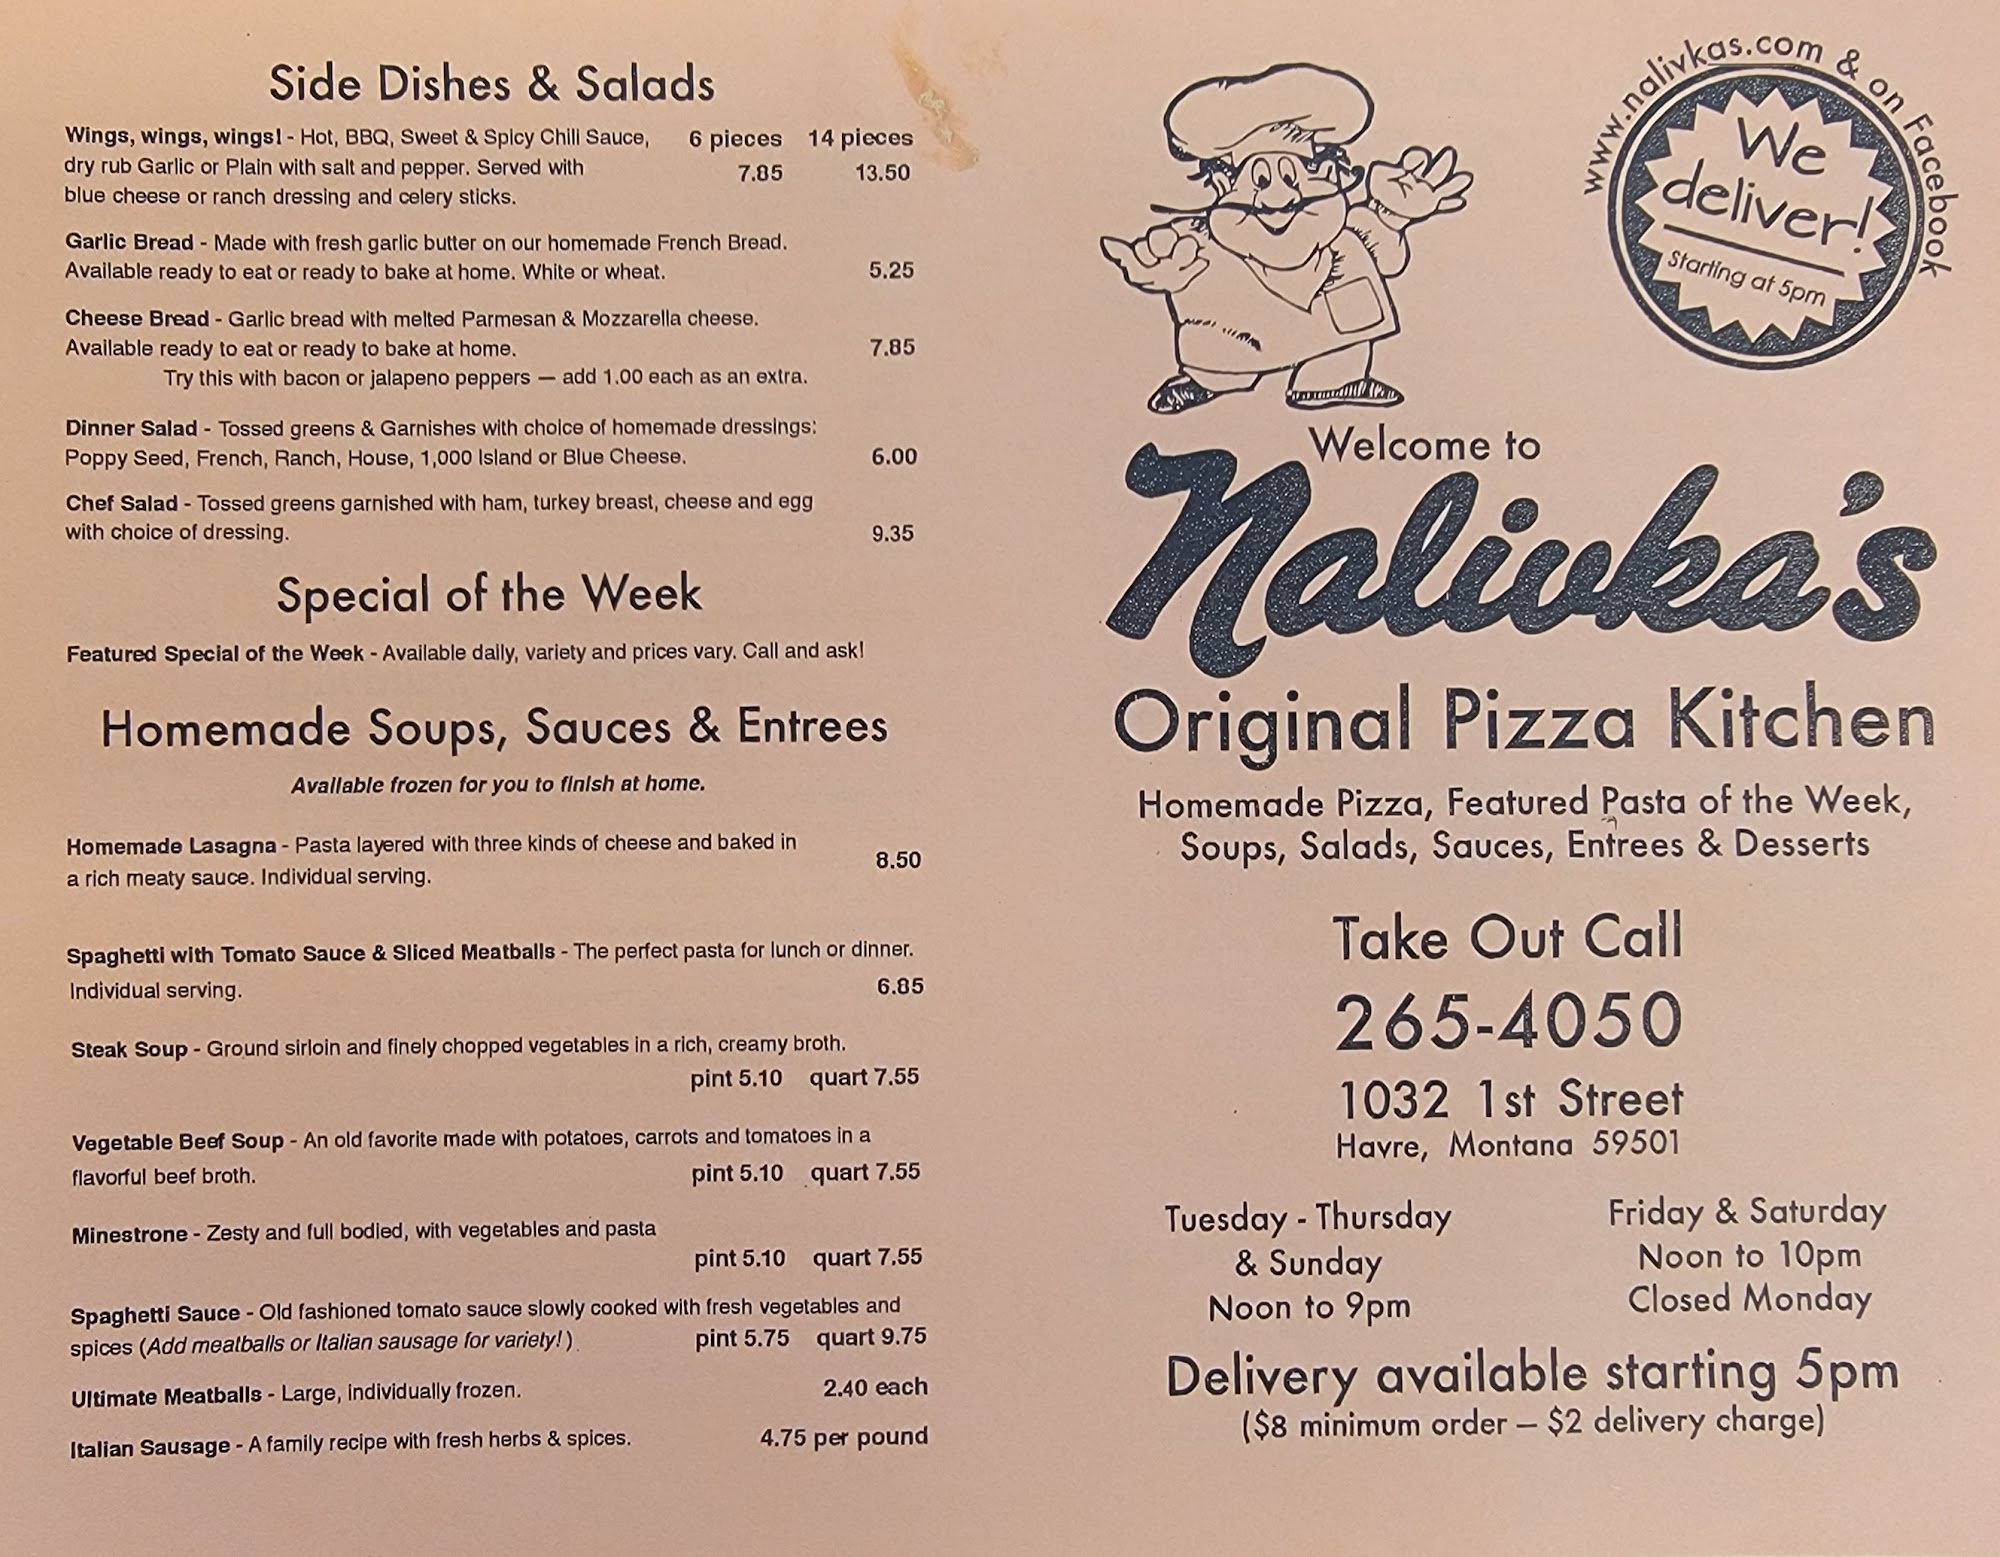 Side Dishes & Salads
Wings, wings, wings! - Hot, BBQ, Sweet & Spicy Chili Sauce, 6 pieces 14 pieces
dry rub Garlic or Plain with salt and pepper. Served with 7.85 13.50
blue cheese or ranch dressing and celery sticks.
Garlic Bread - Made with fresh garlic butter on our homemade French Bread.
Available ready to eat or ready to bake at home. White or wheat. 5.25
Cheese Bread - Garlic bread with melted Parmesan & Mozzarella cheese.
Available ready to eat or ready to bake at home. 7.85
Try this with bacon or jalapeno peppers — add 1.00 each as an extra.
Dinner Salad - Tossed greens & Garnishes with choice of homemade dressings:
Poppy Seed, French, Ranch, House, 1,000 Island or Blue Cheese. 6.00
Chef Salad - Tossed greens garnished with ham, turkey breast, cheese and egg
with choice of dressing. 9.35
Special of the Week
Featured Special of the Week - Available daily, variety and prices vary. Call and ask!
Homemade Soups, Sauces & Entrees
Available frozen for you to finish at home.
Homemade Lasagna - Pasta layered with three kinds of cheese and baked in
a rich meaty sauce. Individual serving. 8.50
Spaghetti with Tomato Sauce & Sliced Meatballs - The perfect pasta for lunch or dinner.
Individual serving. 6.85
Steak Soup - Ground sirloin and finely chopped vegetables in a rich, creamy broth.
pint 5.10 quart 7.55
Vegetable Beef Soup - An old favorite made with potatoes, carrots and tomatoes in a
flavorful beef broth. pint 5.10 quart 7.55
Minestrone - Zesty and full bodied, with vegetables and pasta
pint 5.10 quart 7.55
Spaghetti Sauce - Old fashioned tomato sauce slowly cooked with fresh vegetables and
spices (Add meatballs or Italian sausage for variety!) pint 5.75 quart 9.75
Ultimate Meatballs - Large, individually frozen. 2.40 each
Italian Sausage - A family recipe with fresh herbs & spices. 4.75 per pound
www.nalivkas.com & on Facebook
We
deliver!
Starting at 5pm
Welcome to
Nalivka's
Original Pizza Kitchen
Homemade Pizza, Featured Pasta of the Week,
Soups, Salads, Sauces, Entrees & Desserts
Take Out Call
265-4050
1032 1st Street
Havre, Montana 59501
Tuesday - Thursday
& Sunday
Noon to 9pm
Friday & Saturday
Noon to 10pm
Closed Monday
Delivery available starting 5pm
($8 minimum order — $2 delivery charge)